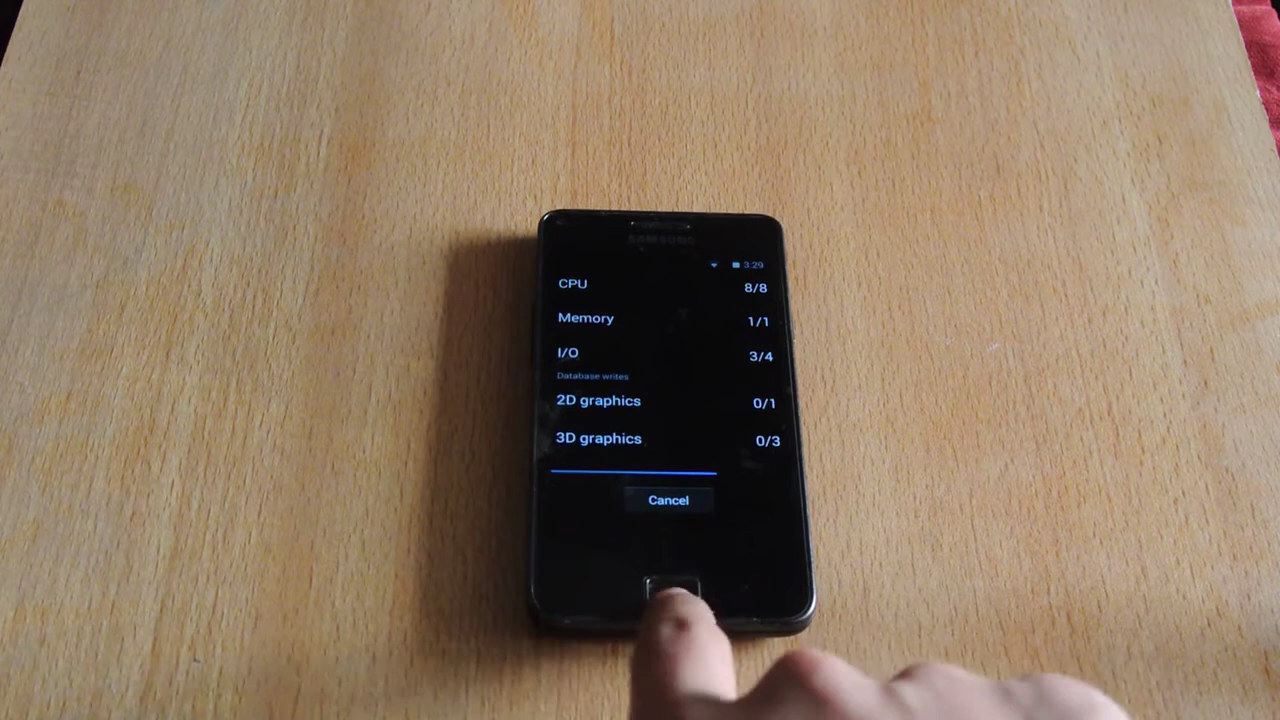 SAMSUNG
3:29
CPU 8/8
Memory 1/1
I/O 3/4
Database writes
2D graphics 0/1
3D graphics 0/3
Cancel